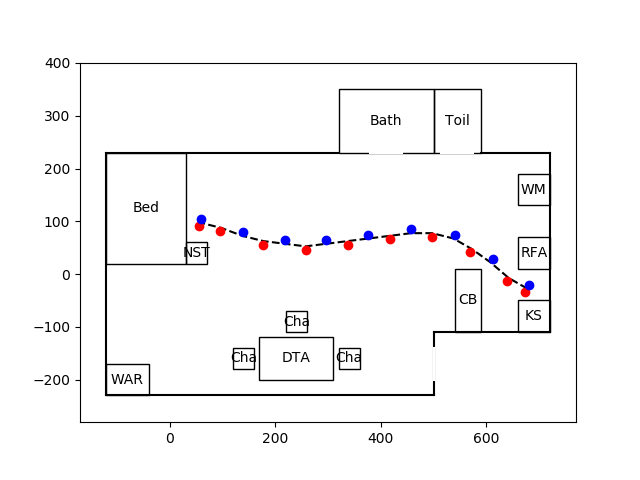 400
300
200
100
0
−100
−200
Bath
Toil
Bed
WM
NST
RFA
CB
KS
Cha
Cha
DTA
Cha
WAR
0
200
400
600